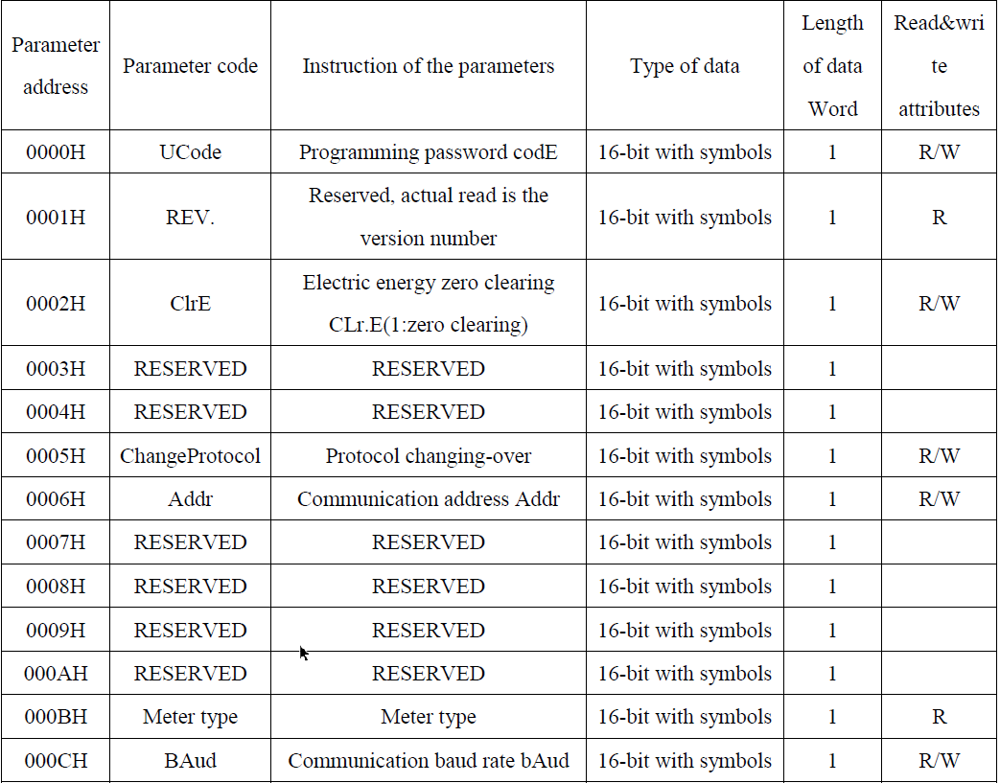 Parameter address Parameter code Instruction of the parameters Type of data Length of data Word Read&wri te attributes
0000H UCode Programming password codE 16-bit with symbols 1 R/W
0001H REV. Reserved, actual read is the version number 16-bit with symbols 1 R
0002H ClrE Electric energy zero clearing CLr.E(1:zero clearing) 16-bit with symbols 1 R/W
0003H RESERVED RESERVED 16-bit with symbols 1
0004H RESERVED RESERVED 16-bit with symbols 1
0005H ChangeProtocol Protocol changing-over 16-bit with symbols 1 R/W
0006H Addr Communication address Addr 16-bit with symbols 1 R/W
0007H RESERVED RESERVED 16-bit with symbols 1
0008H RESERVED RESERVED 16-bit with symbols 1
0009H RESERVED RESERVED 16-bit with symbols 1
000AH RESERVED RESERVED 16-bit with symbols 1
000BH Meter type Meter type 16-bit with symbols 1 R
000CH BAud Communication baud rate bAud 16-bit with symbols 1 R/W